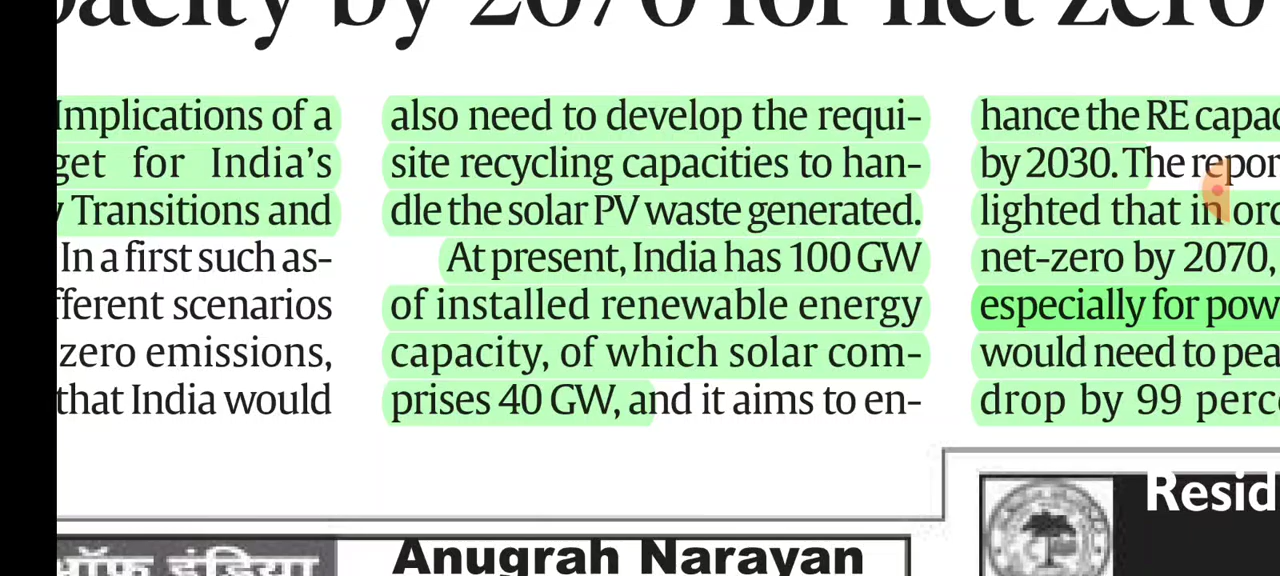 pacity by 2070 for net zero
Implications of a
get for India's
Transitions and
In a first such as-
fferent scenarios
zero emissions,
that India would
also need to develop the requi-
site recycling capacities to han-
dle the solar PV waste generated.
At present, India has 100 GW
of installed renewable energy
capacity, of which solar com-
prises 40 GW, and it aims to en-
hance the RE capac
by 2030. The repor
lighted that in ord
net-zero by 2070,
especially for pow
would need to pea
drop by 99 perce
ऑफ़ इंडिया
Anugrah Narayan
Resid